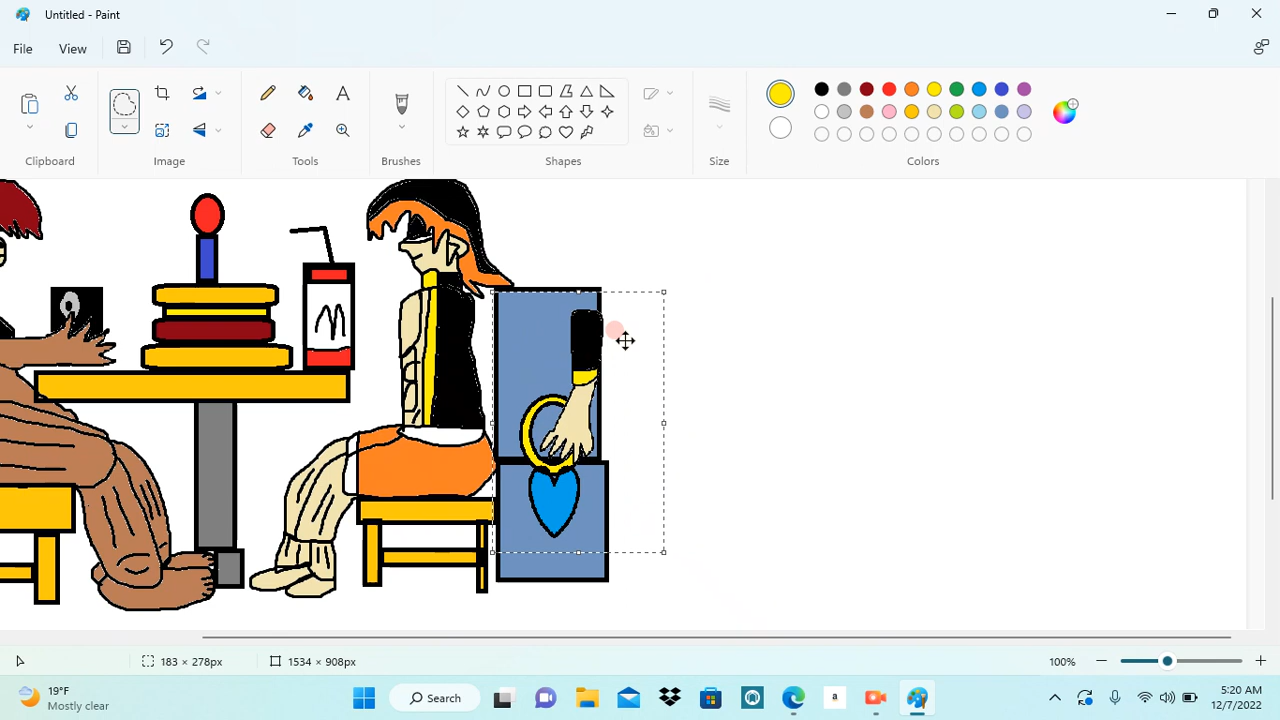 Untitled - Paint
File
View
Clipboard
Image
Tools
Brushes
Shapes
Size
Colors
M
183 × 278px
1534 × 908px
100%
19°F
Mostly clear
Search
a
5:20 AM
12/7/2022